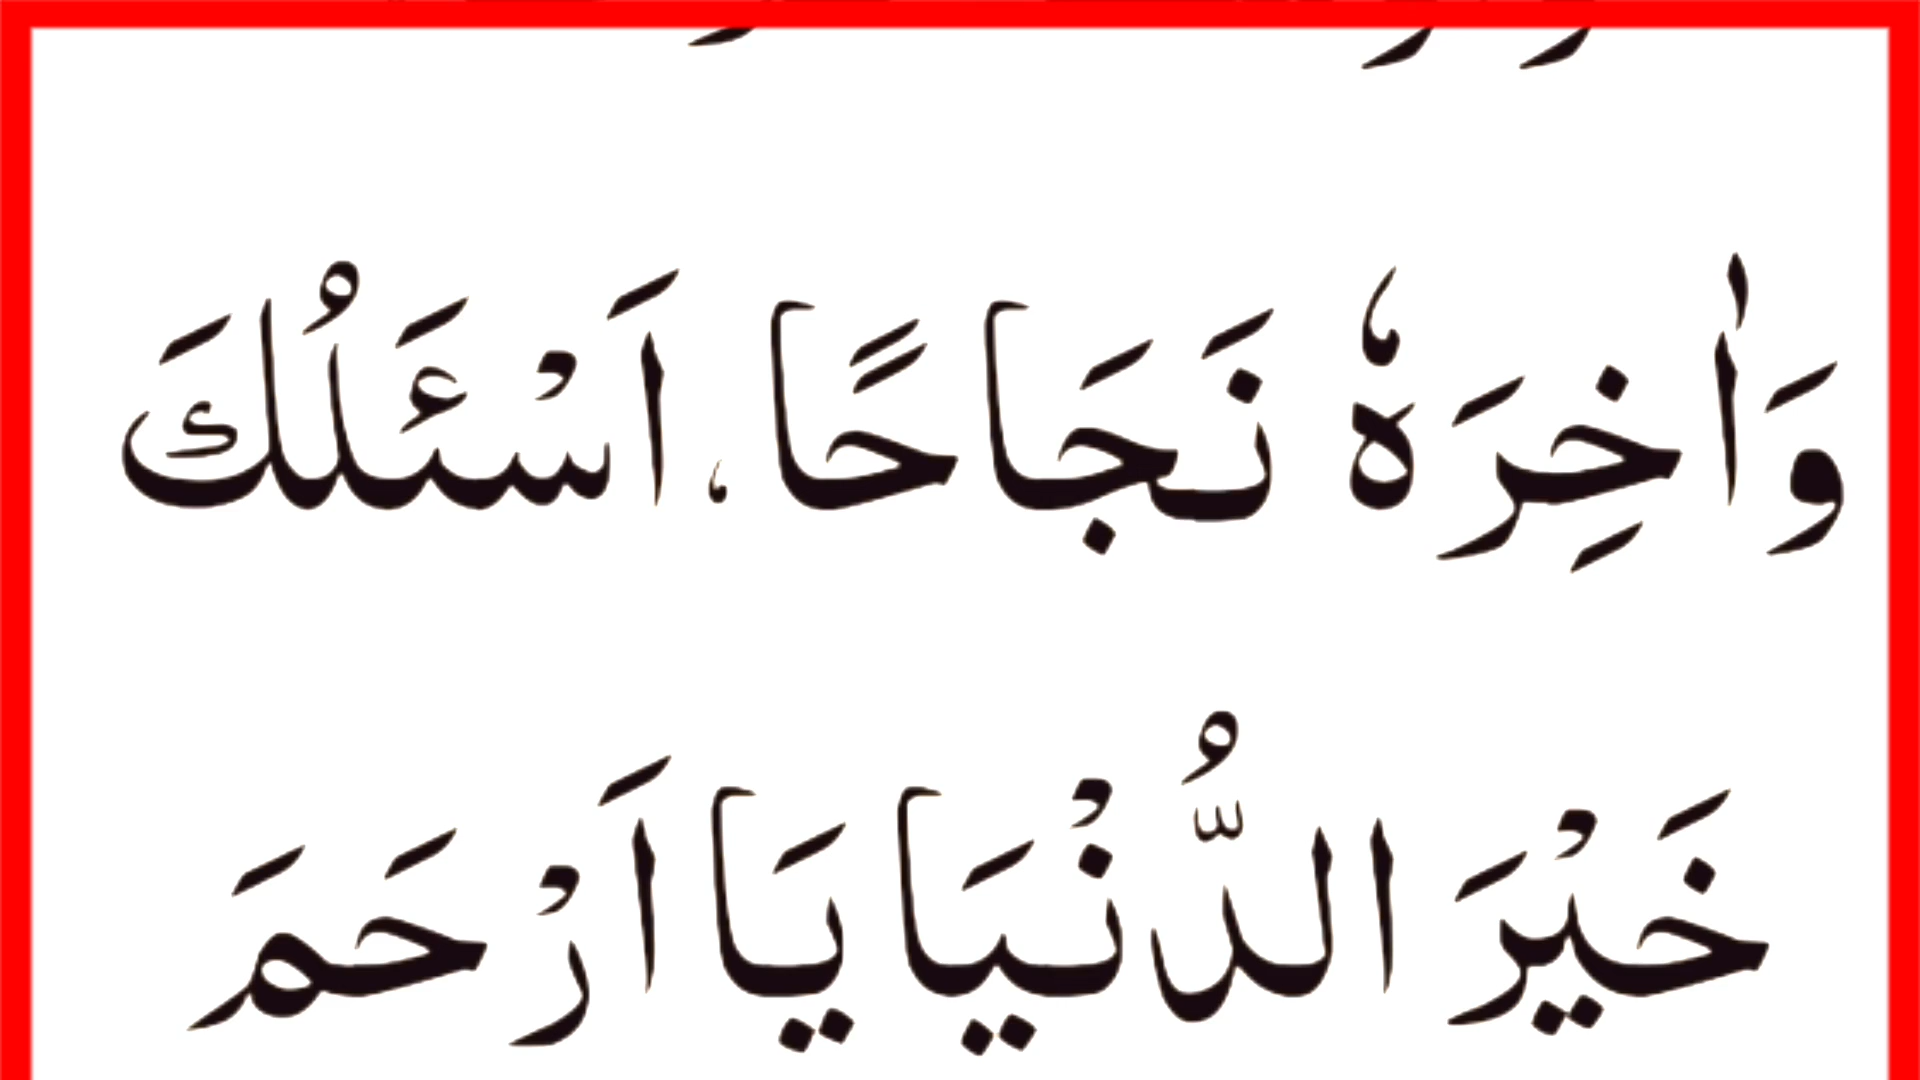 وَاٰخِرَهٗ نَجَاحًا، اَسْئَلُكَ
خَيْرَ الدُّنْيَا يَا اَرْحَمَ